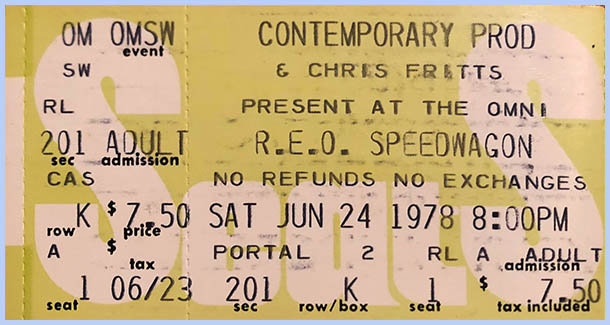 OM OMSW CONTEMPORARY PROD
event
SW & CHRIS FRITTS
RL PRESENT AT THE OMNI
201 ADULT R.E.O. SPEEDWAGON
sec admission
CAS NO REFUNDS NO EXCHANGES
K $ 7.50 SAT JUN 24 1978 8:00PM
row price
A $ PORTAL 2 RL A ADULT
tax admission
1 06/23 201 K 1 $ 7.50
seat sec row/box seat tax included
SeatS